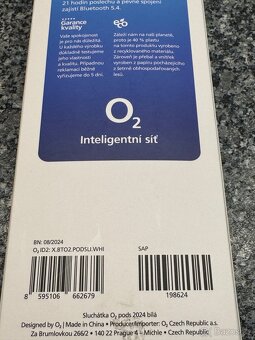 21 hodin poslechu a pevné spojení
zajistí Bluetooth 5.4.
Garance
kvality
Vaše spokojenost
je pro nás důležitá.
U každého výrobku
důkladně testujeme
jeho vlastnosti
a kvalitu. Případnou
reklamaci běžně
vyřizujeme do 5 dní.
Záleží nám na naší planetě,
proto je 40 % plastu
na tomto produktu vyrobeno
z recyklovaného materiálu.
Zároveň je přebal a vnitřek
vyroben z papíru pocházejícího
z šetrně obhospodařovaných
lesů.
O2
Inteligentní síť
BN: 08/2024
O2 ID2: X.BTO2.PODSLI.WHI
SAP
8 595106 662679
198624
Sluchátka O2 pods 2024 bílá
Designed by O2 | Made in China • Producer/Importer: O2 Czech Republic a.s.
Za Brumlovkou 266/2 • 140 22 Prague 4 – Michle • Czech Republic